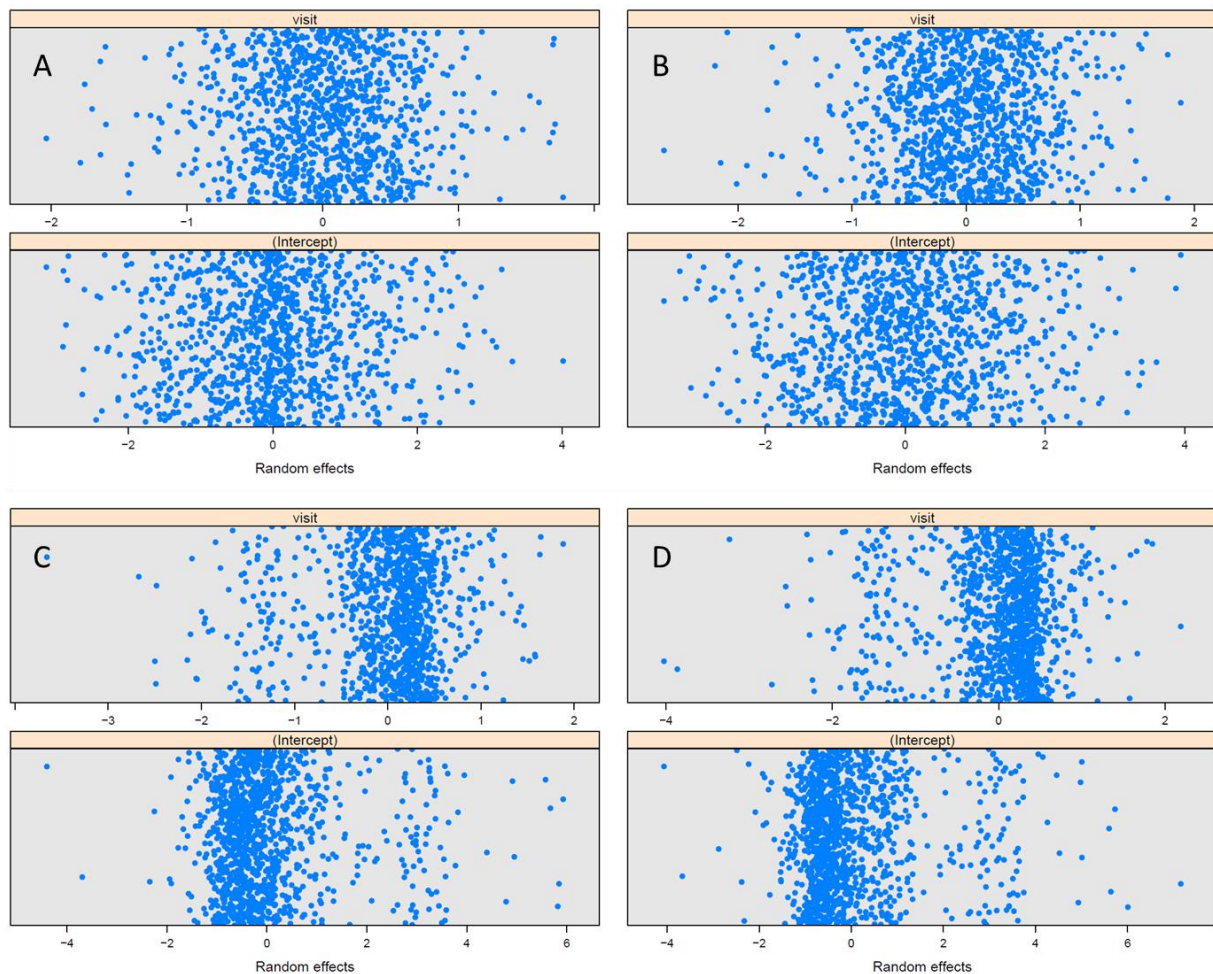 visit
A
−2 −1 0 1
(Intercept)
−2 0 2 4
Random effects
visit
B
−2 −1 0 1 2
(Intercept)
−2 0 2 4
Random effects
visit
C
−3 −2 −1 0 1 2
(Intercept)
−4 −2 0 2 4 6
Random effects
visit
D
−4 −2 0 2
(Intercept)
−4 −2 0 2 4 6
Random effects